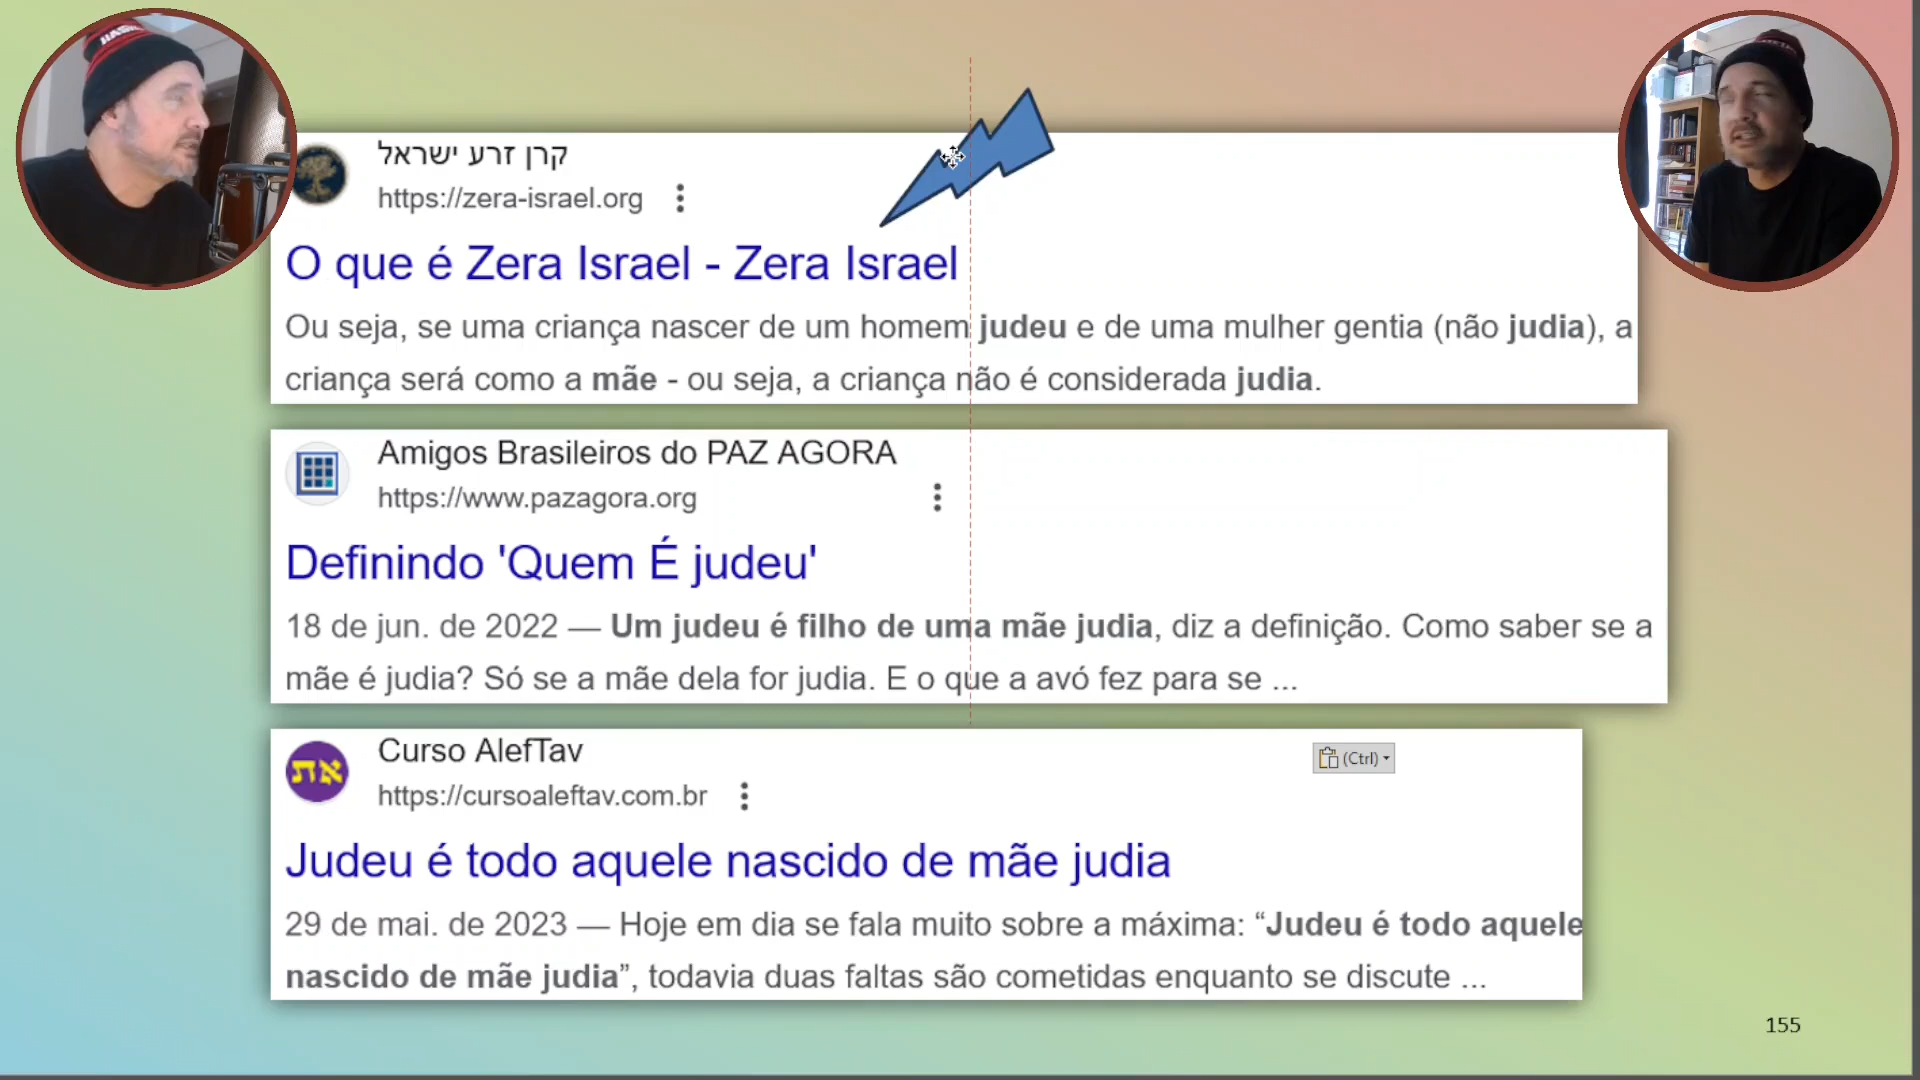 קרן זרע ישראל
https://zera-israel.org
O que é Zera Israel - Zera Israel
Ou seja, se uma criança nascer de um homem judeu e de uma mulher gentia (não judia), a
criança será como a mãe - ou seja, a criança não é considerada judia.
Amigos Brasileiros do PAZ AGORA
https://www.pazagora.org
Definindo 'Quem É judeu'
18 de jun. de 2022 — Um judeu é filho de uma mãe judia, diz a definição. Como saber se a
mãe é judia? Só se a mãe dela for judia. E o que a avó fez para se ...
את
Curso AlefTav
https://cursoaleftav.com.br
(Ctrl)
Judeu é todo aquele nascido de mãe judia
29 de mai. de 2023 — Hoje em dia se fala muito sobre a máxima: “Judeu é todo aquele
nascido de mãe judia”, todavia duas faltas são cometidas enquanto se discute ...
155